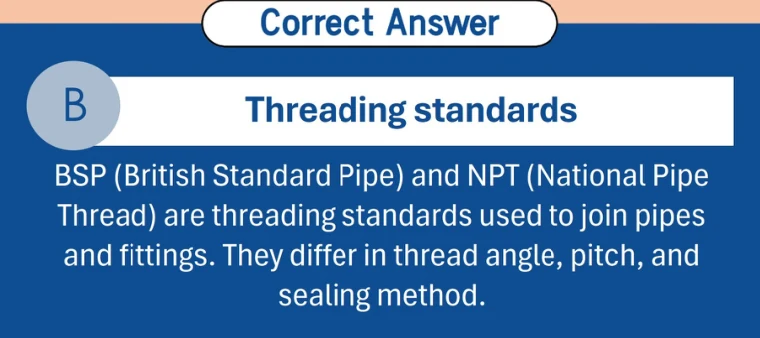 Correct Answer
B
Threading standards
BSP (British Standard Pipe) and NPT (National Pipe
Thread) are threading standards used to join pipes
and fittings. They differ in thread angle, pitch, and
sealing method.